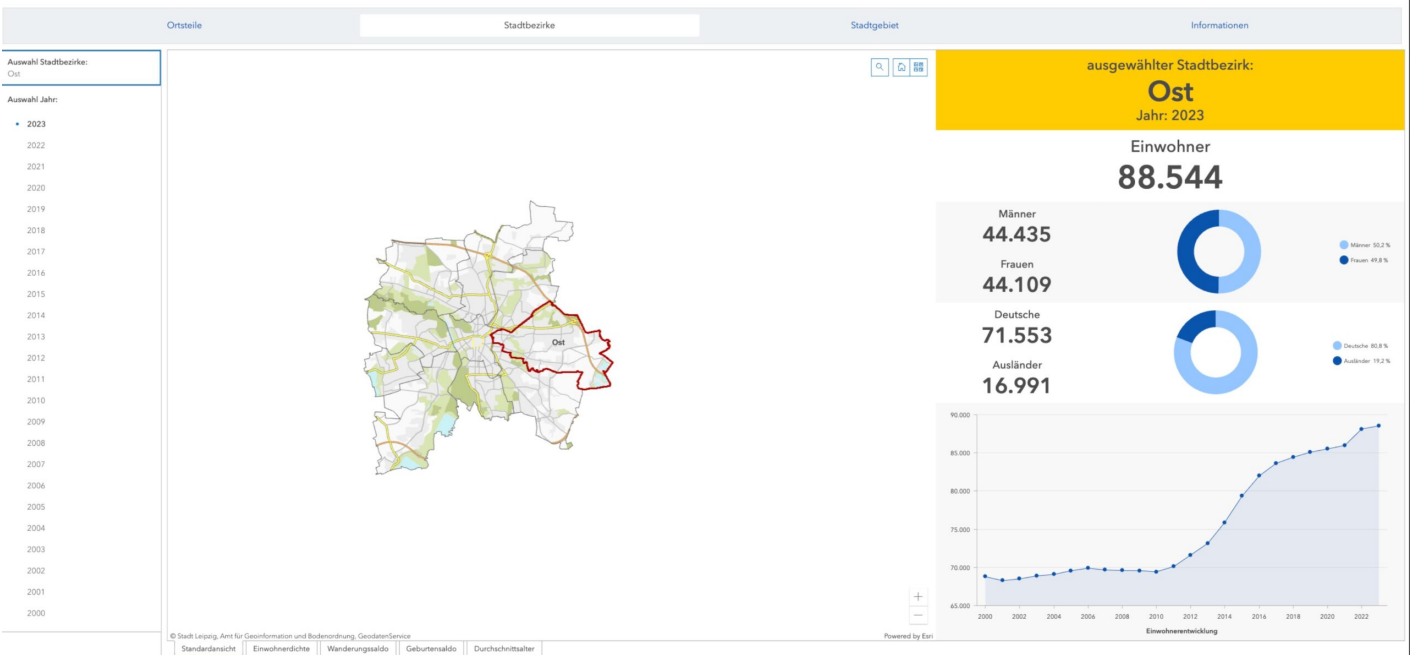 Ortsteile
Stadtbezirke
Stadtgebiet
Informationen
Auswahl Stadtbezirke:
Ost
Auswahl Jahr:
2023
2022
2021
2020
2019
2018
2017
2016
2015
2014
2013
2012
2011
2010
2009
2008
2007
2006
2005
2004
2003
2002
2001
2000
Ost
© Stadt Leipzig, Amt für Geoinformation und Bodenordnung, GeodatenService
Powered by Esri
Standardansicht
Einwohnerdichte
Wanderungssaldo
Geburtensaldo
Durchschnittsalter
ausgewählter Stadtbezirk:
Ost
Jahr: 2023
Einwohner
88.544
Männer
44.435
Frauen
44.109
Männer 50,2 %
Frauen 49,8 %
Deutsche
71.553
Ausländer
16.991
Deutsche 80,8 %
Ausländer 19,2 %
90.000
85.000
80.000
75.000
70.000
65.000
2000 2002 2004 2006 2008 2010 2012 2014 2016 2018 2020 2022
Einwohnerentwicklung